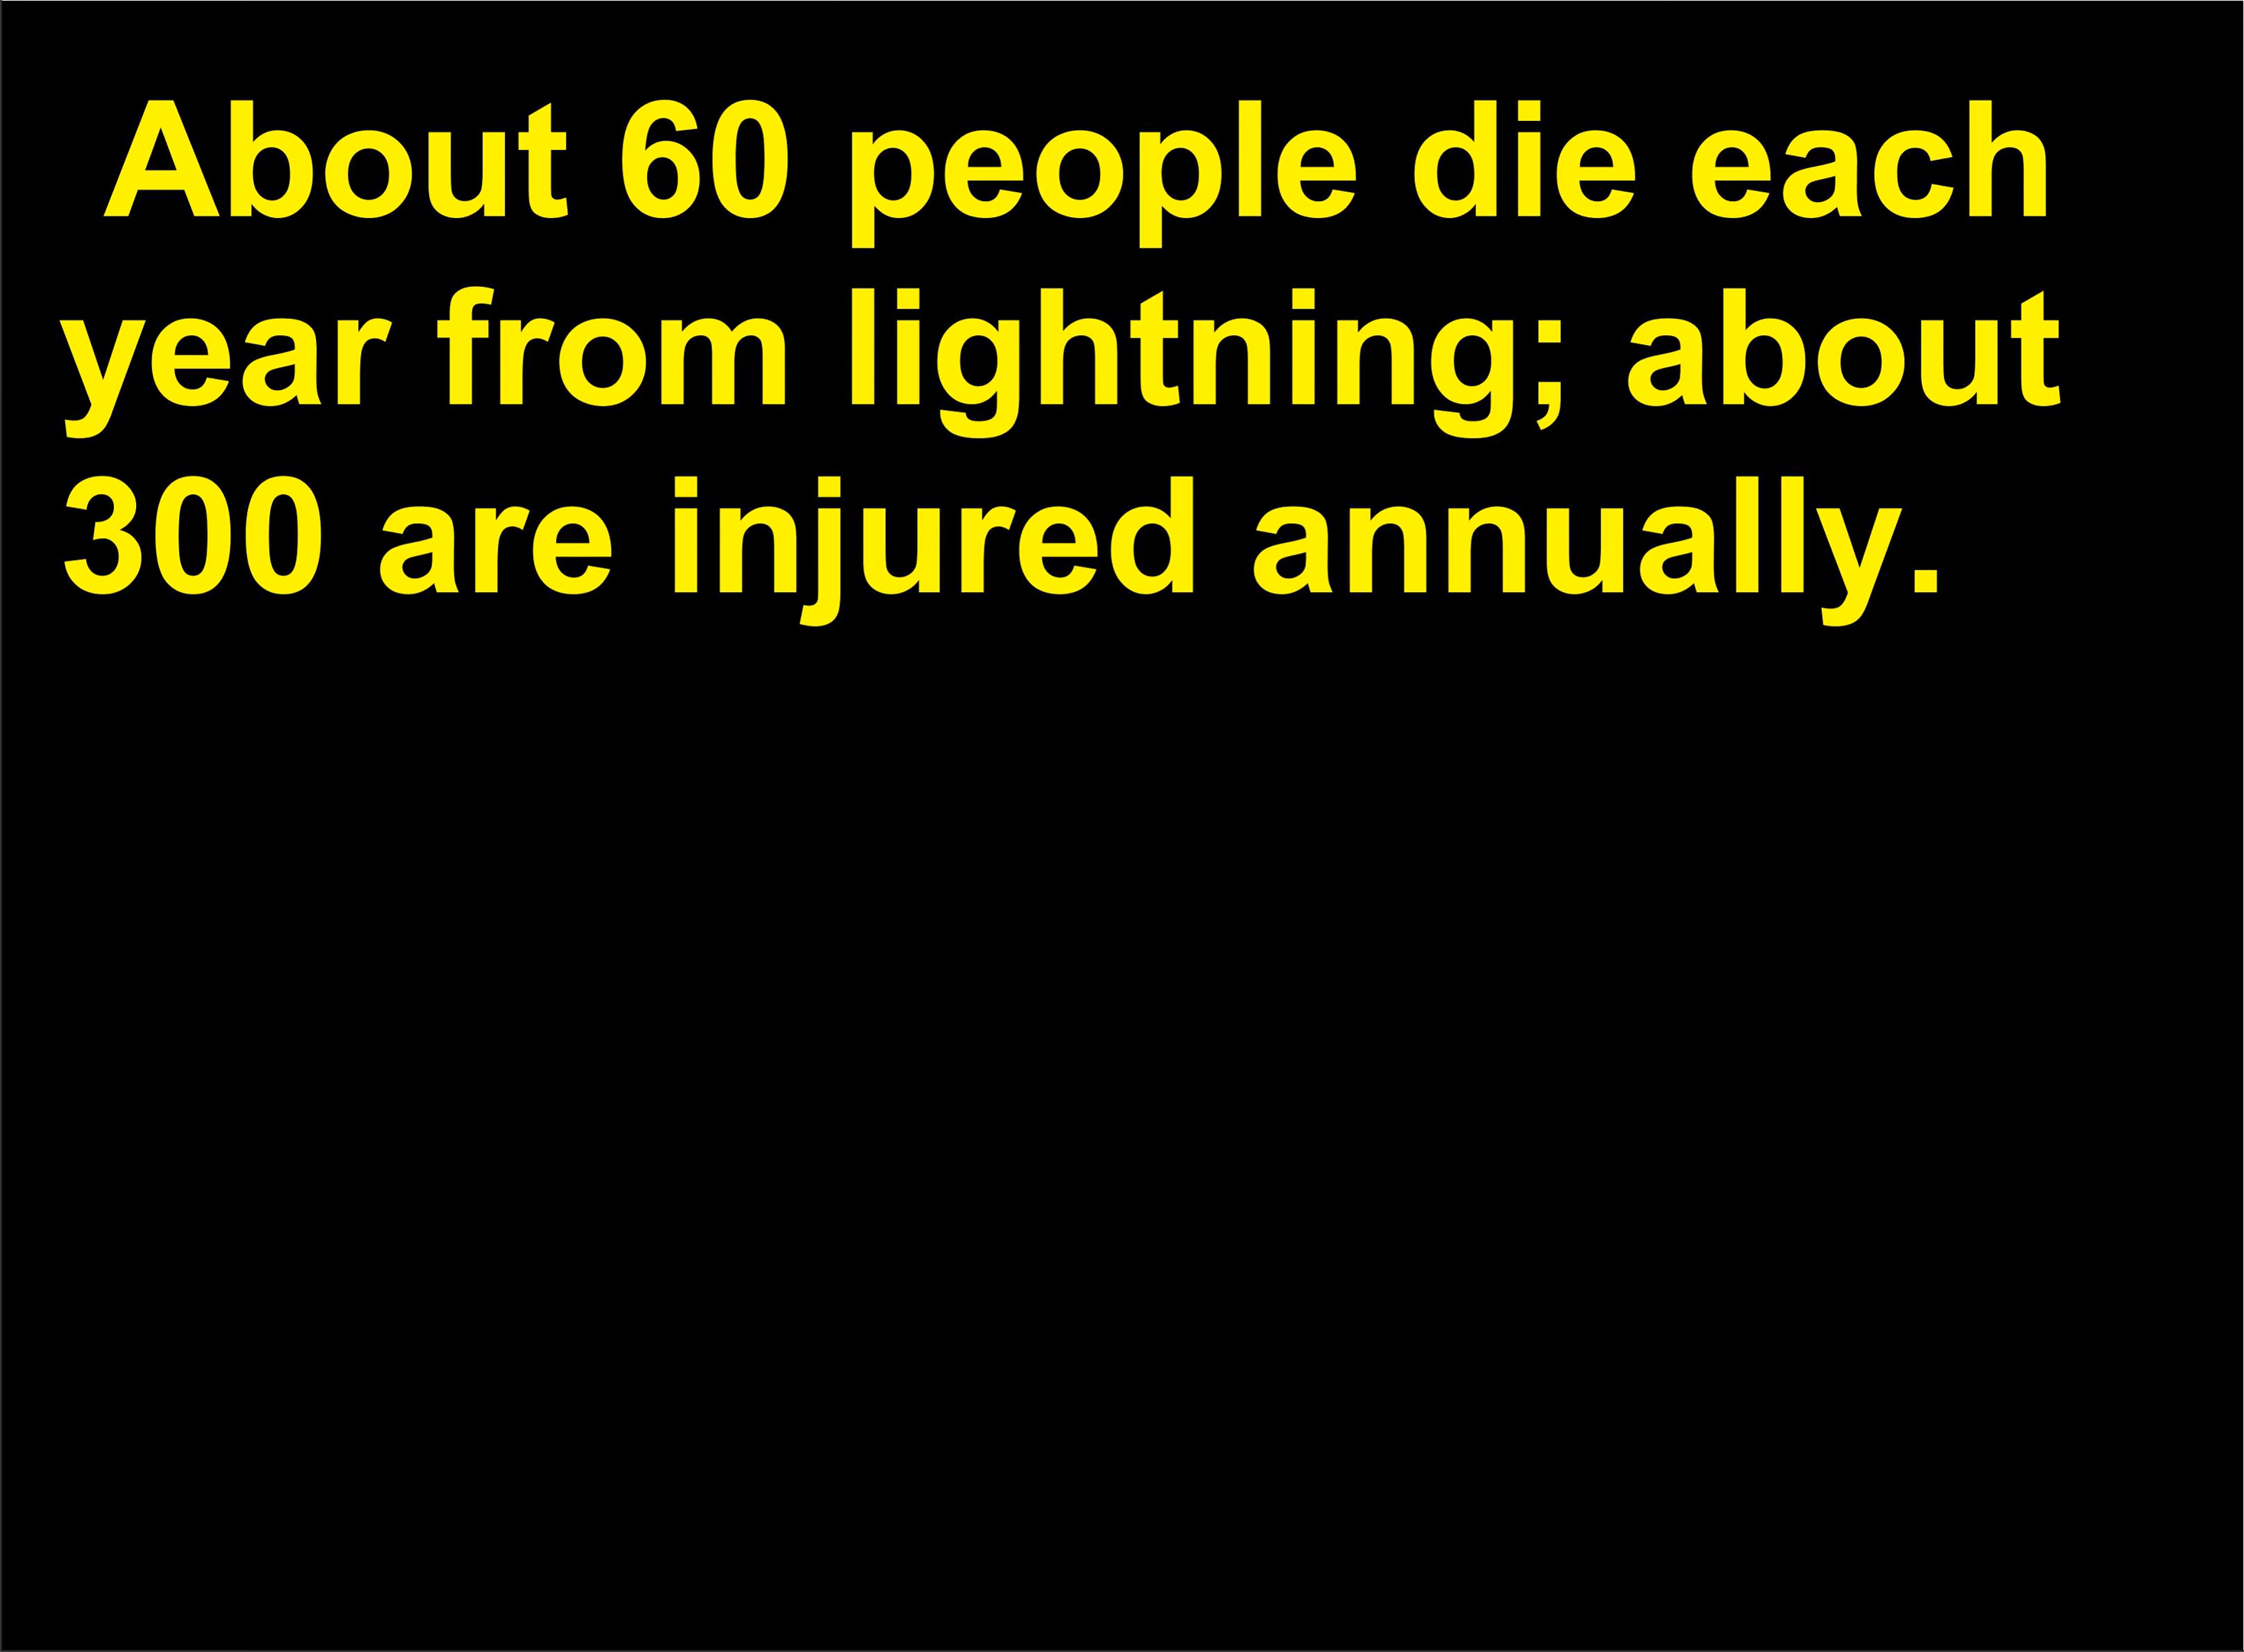 About 60 people die each
year from lightning; about
300 are injured annually.